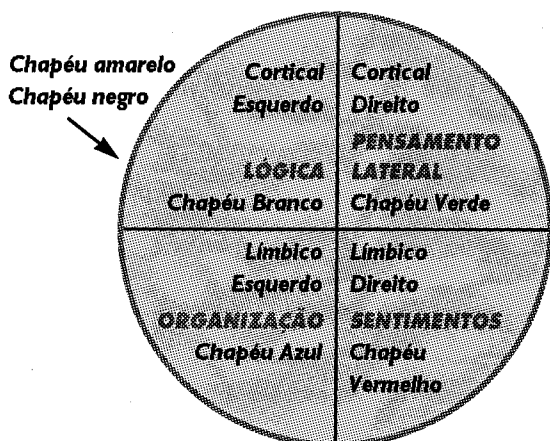 Chapéu amarelo
Chapéu negro
Cortical
Esquerdo
LÓGICA
Chapéu Branco
Cortical
Direito
PENSAMENTO
LATERAL
Chapéu Verde
Límbico
Esquerdo
ORGANIZAÇÃO
Chapéu Azul
Límbico
Direito
SENTIMENTOS
Chapéu
Vermelho